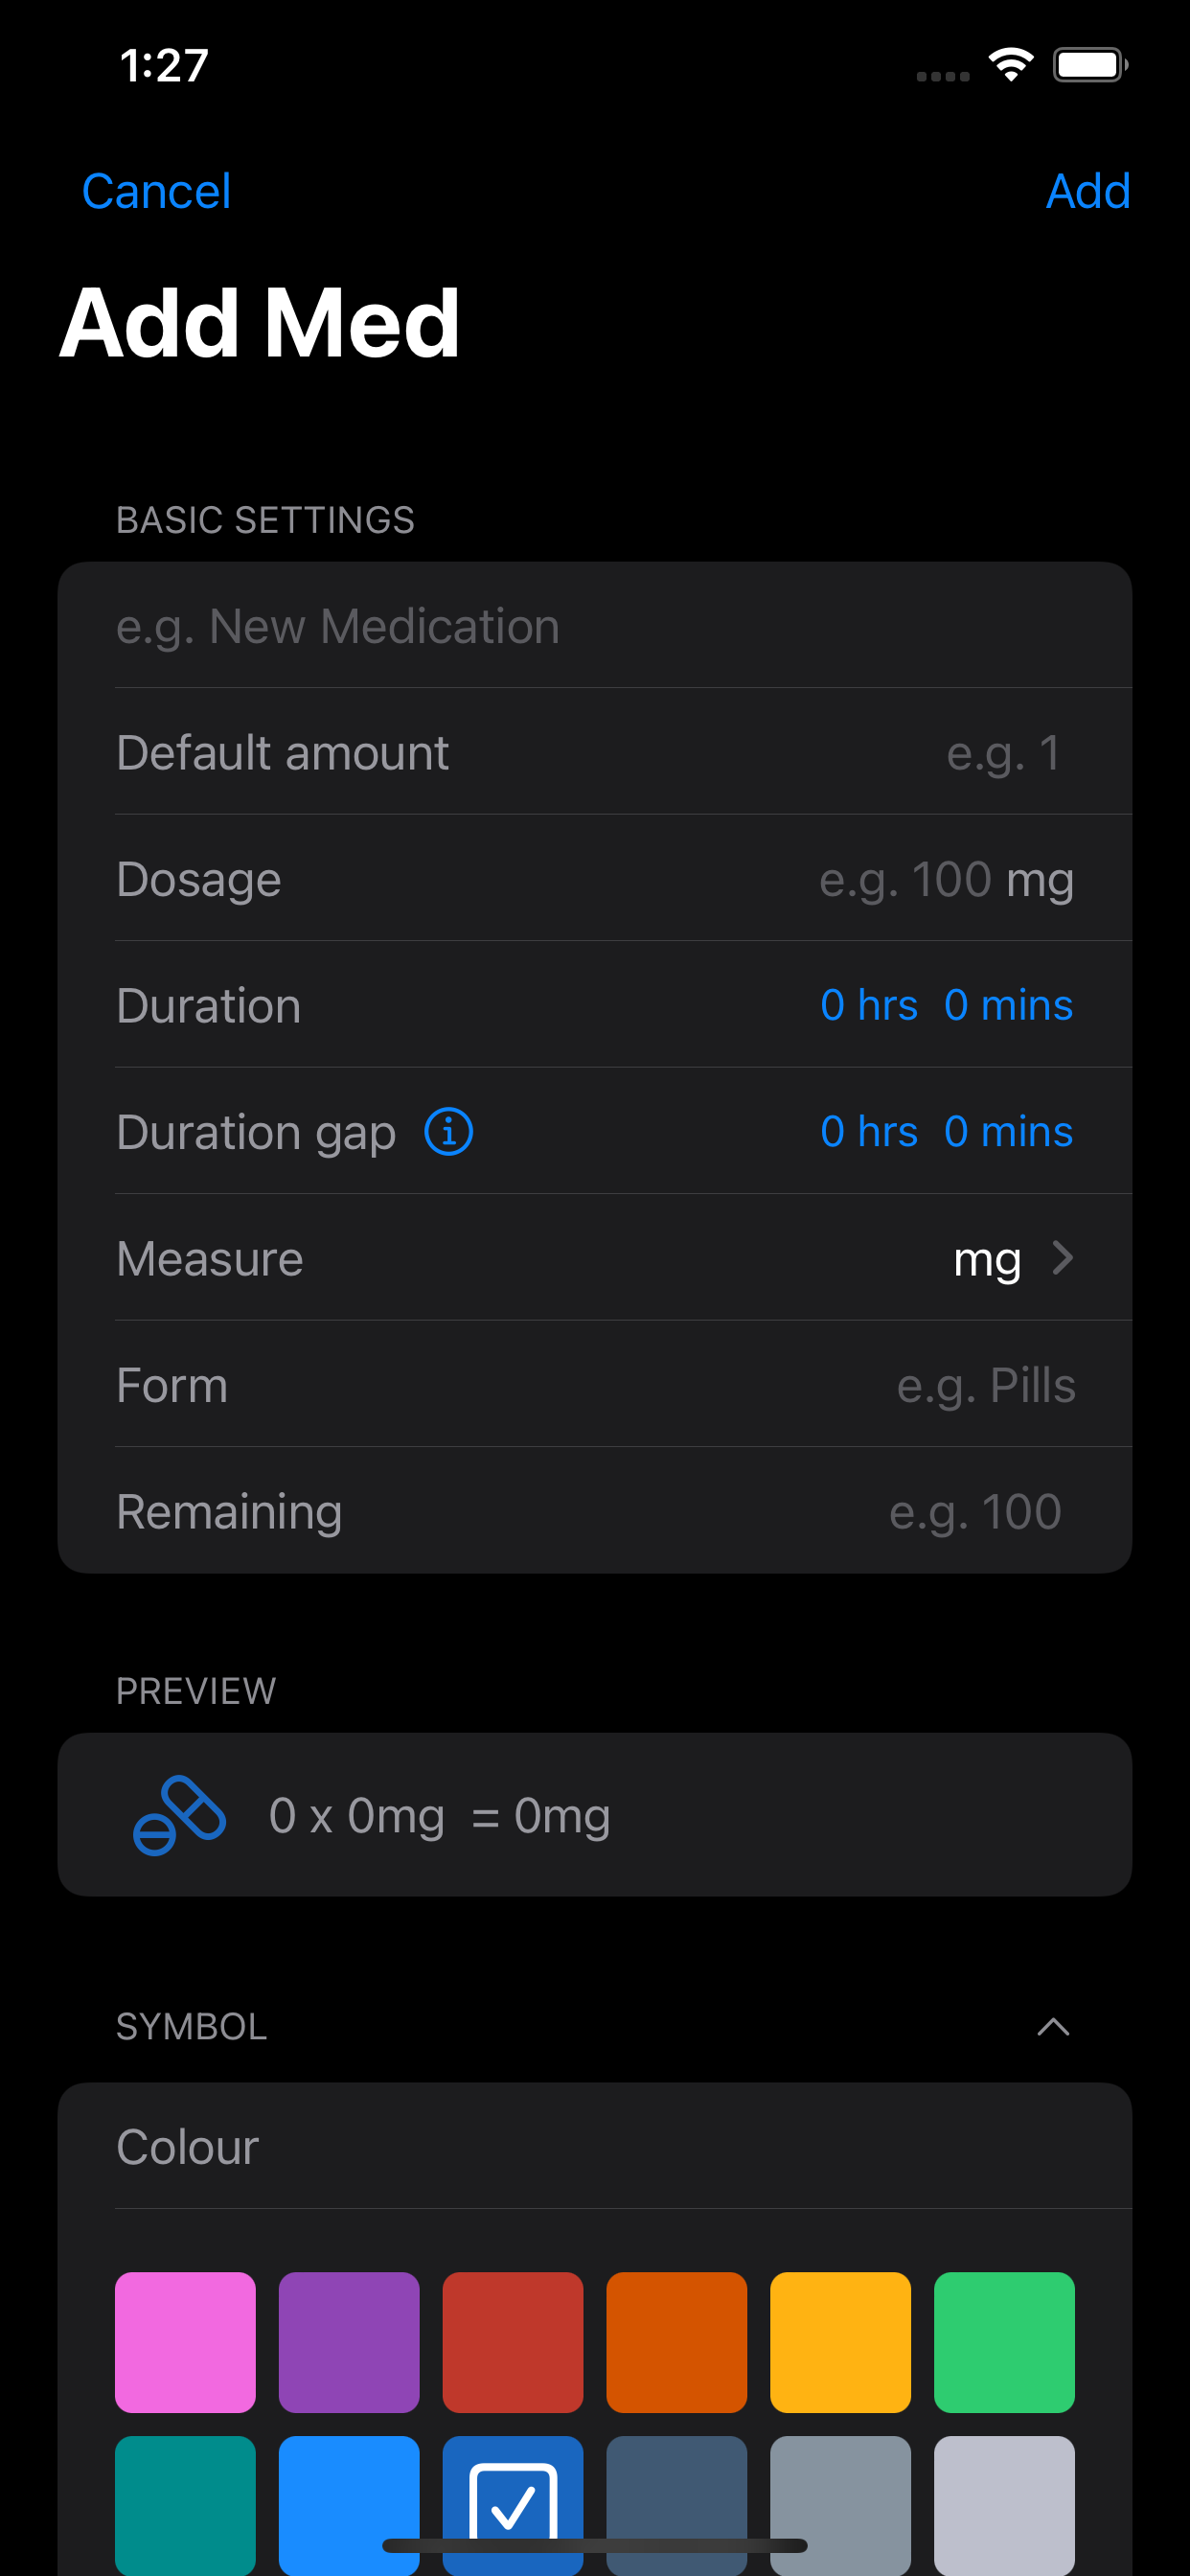 1:27
Cancel Add
Add Med
BASIC SETTINGS
e.g. New Medication
Default amount e.g. 1
Dosage e.g. 100 mg
Duration 0 hrs 0 mins
Duration gap 0 hrs 0 mins
Measure mg
Form e.g. Pills
Remaining e.g. 100
PREVIEW
0 x 0mg = 0mg
SYMBOL
Colour